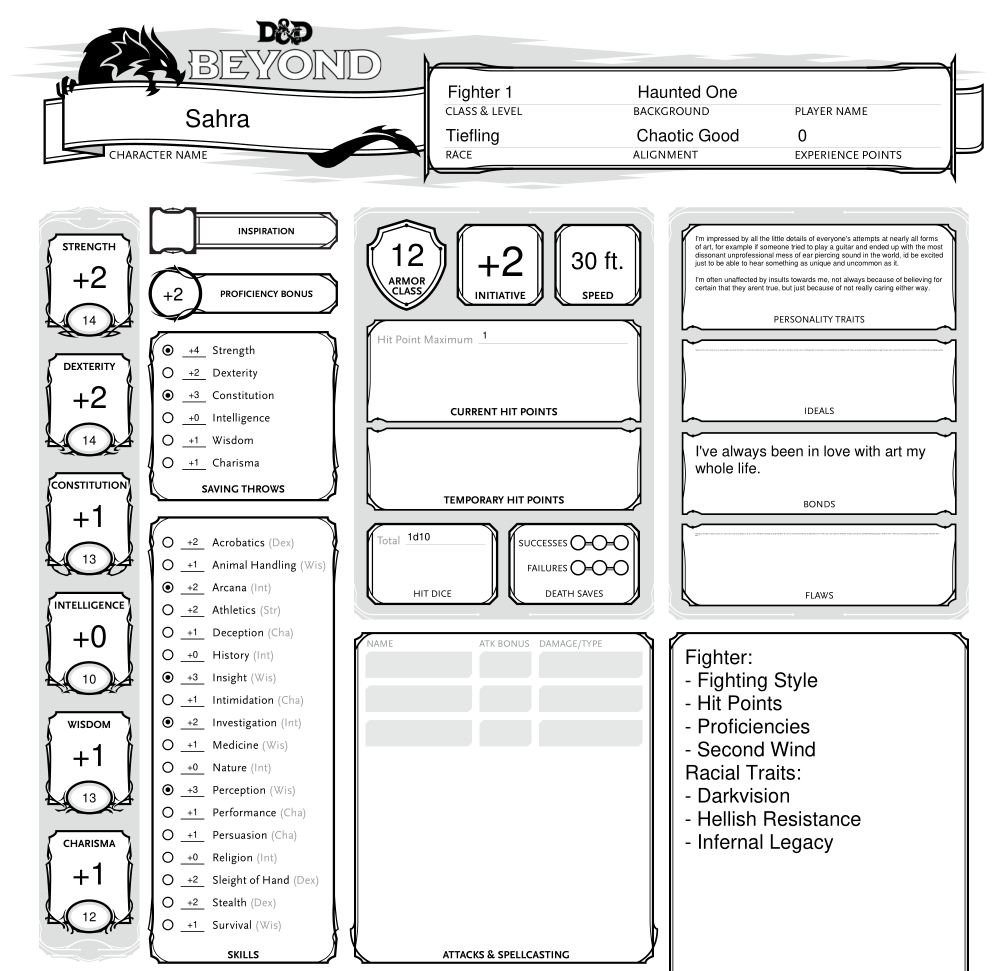 D&D
BEYOND
Sahra
CHARACTER NAME
Fighter 1 Haunted One
CLASS & LEVEL BACKGROUND PLAYER NAME
Tiefling Chaotic Good 0
RACE ALIGNMENT EXPERIENCE POINTS
STRENGTH
+2
14
DEXTERITY
+2
14
CONSTITUTION
+1
13
INTELLIGENCE
+0
10
WISDOM
+1
13
CHARISMA
+1
12
INSPIRATION
+2 PROFICIENCY BONUS
+4 Strength
+2 Dexterity
+3 Constitution
+0 Intelligence
+1 Wisdom
+1 Charisma
SAVING THROWS
+2 Acrobatics (Dex)
+1 Animal Handling (Wis)
+2 Arcana (Int)
+2 Athletics (Str)
+1 Deception (Cha)
+0 History (Int)
+3 Insight (Wis)
+1 Intimidation (Cha)
+2 Investigation (Int)
+1 Medicine (Wis)
+0 Nature (Int)
+3 Perception (Wis)
+1 Performance (Cha)
+1 Persuasion (Cha)
+0 Religion (Int)
+2 Sleight of Hand (Dex)
+2 Stealth (Dex)
+1 Survival (Wis)
SKILLS
12
ARMOR
CLASS
+2
INITIATIVE
30 ft.
SPEED
Hit Point Maximum 1
CURRENT HIT POINTS
TEMPORARY HIT POINTS
Total 1d10
HIT DICE
SUCCESSES
FAILURES
DEATH SAVES
NAME ATK BONUS DAMAGE/TYPE
ATTACKS & SPELLCASTING
I'm impressed by all the little details of everyone's attempts at nearly all forms
of art, for example if someone tried to play a guitar and ended up with the most
dissonant unprofessional mess of ear piercing sound in the world, id be excited
just to be able to hear something as unique and uncommon as it.
I'm often unaffected by insults towards me, not always because of believing for
certain that they arent true, but just because of not really caring either way.
PERSONALITY TRAITS
IDEALS
I've always been in love with art my
whole life.
BONDS
FLAWS
Fighter:
- Fighting Style
- Hit Points
- Proficiencies
- Second Wind
Racial Traits:
- Darkvision
- Hellish Resistance
- Infernal Legacy